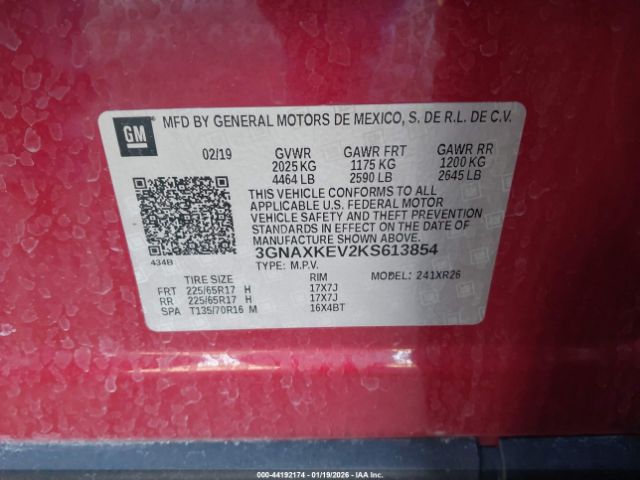 GM
MFD BY GENERAL MOTORS DE MEXICO, S. DE R.L. DE C.V.
02/19 GVWR GAWR FRT GAWR RR
2025 KG 1175 KG 1200 KG
4464 LB 2590 LB 2645 LB
THIS VEHICLE CONFORMS TO ALL
APPLICABLE U.S. FEDERAL MOTOR
VEHICLE SAFETY AND THEFT PREVENTION
STANDARDS IN EFFECT ON THE DATE OF
MANUFACTURE SHOWN ABOVE.
434B
3GNAXKEV2KS613854
TYPE: M.P.V. MODEL: 241XR26
TIRE SIZE RIM
FRT 225/65R17 H 17X7J
RR 225/65R17 H 17X7J
SPA T135/70R16 M 16X4BT
000-44192174 - 01/19/2026 - IAA Inc.